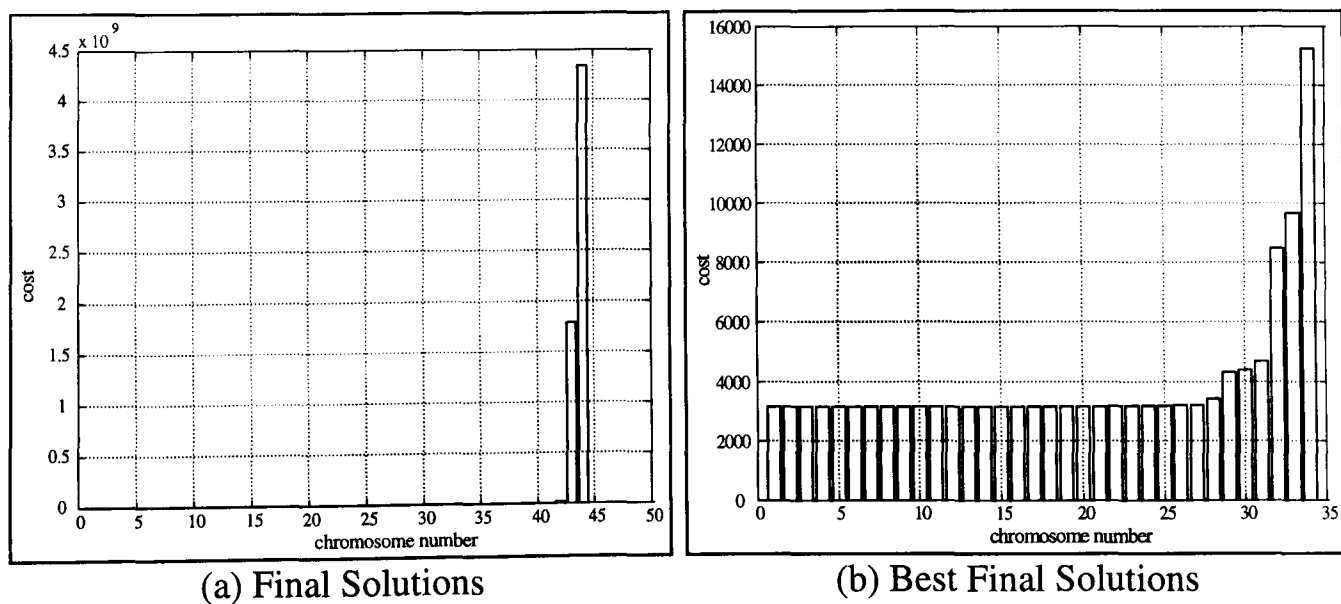 x 10 9
4.5
4
3.5
3
2.5
2
1.5
1
0.5
0
cost
0 5 10 15 20 25 30 35 40 45 50
chromosome number
(a) Final Solutions
16000
14000
12000
10000
8000
6000
4000
2000
0
cost
0 5 10 15 20 25 30 35
chromosome number
(b) Best Final Solutions